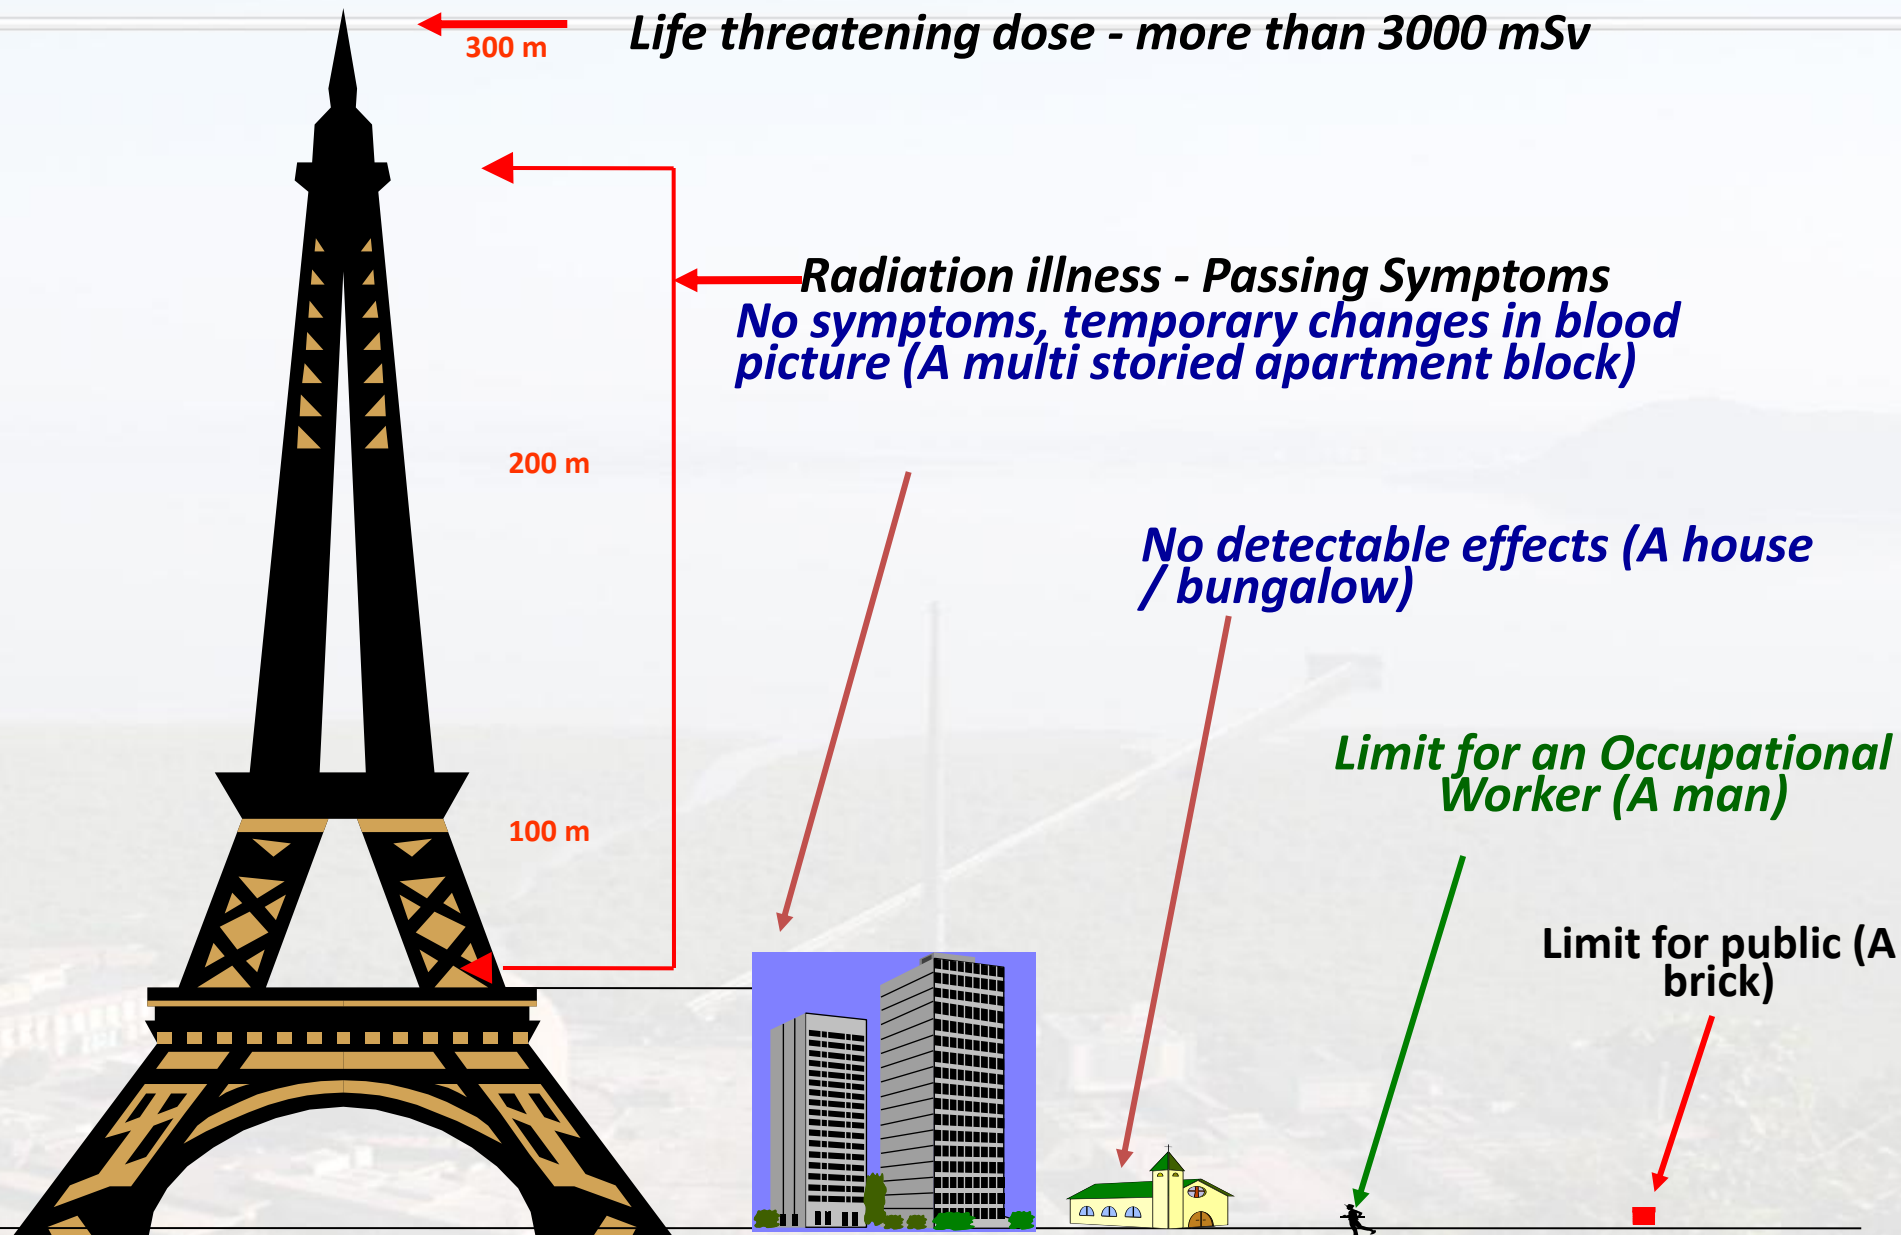 Life threatening dose - more than 3000 mSv
300 m
Radiation illness - Passing Symptoms
No symptoms, temporary changes in blood
picture (A multi storied apartment block)
200 m
No detectable effects (A house
/ bungalow)
Limit for an Occupational
Worker (A man)
100 m
Limit for public (A
brick)